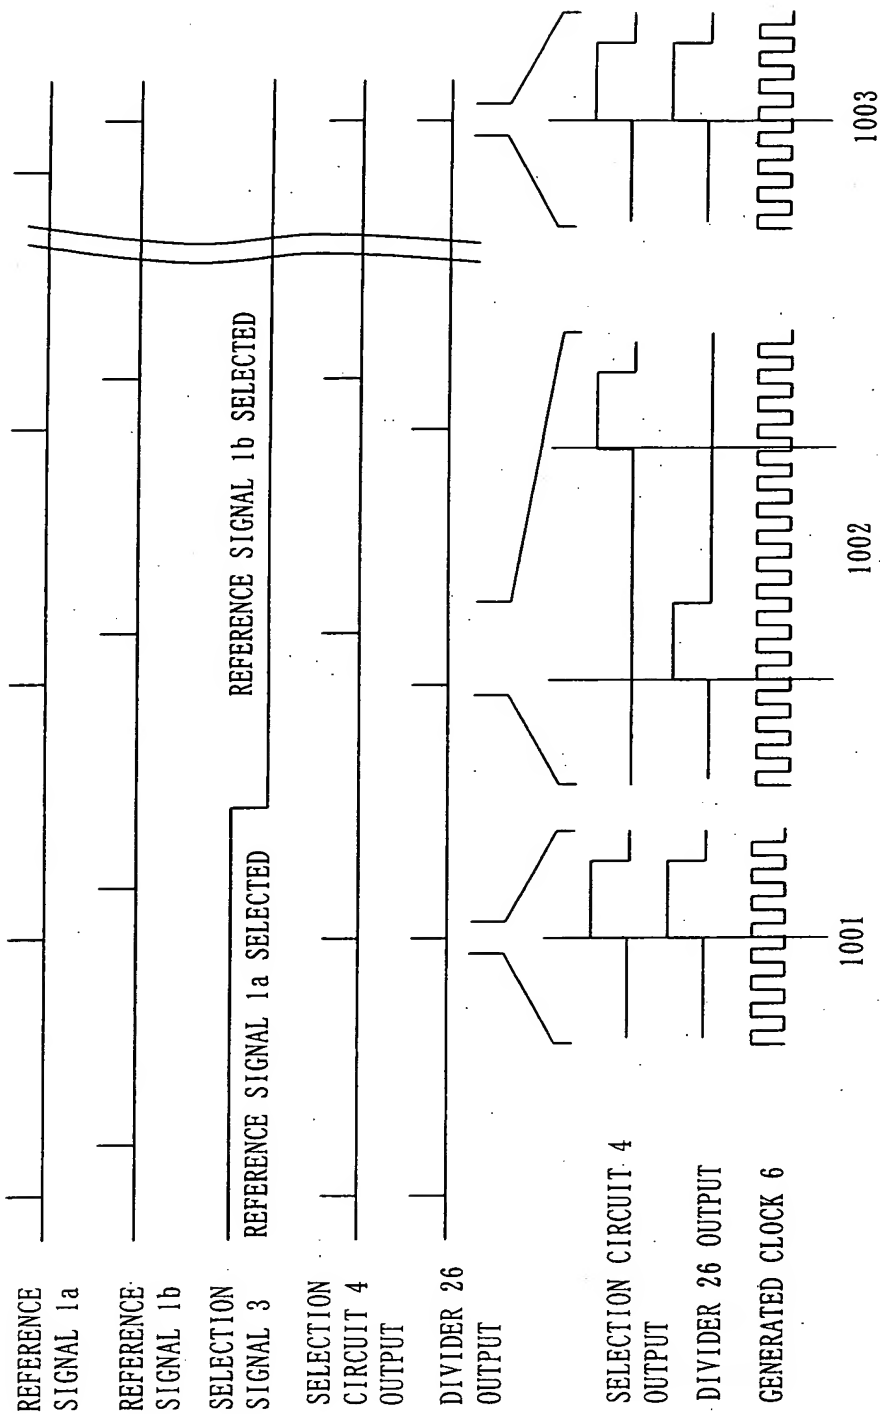 REFERENCE
SIGNAL 1a
REFERENCE
SIGNAL 1b
SELECTION
SIGNAL 3
REFERENCE SIGNAL 1a SELECTED
REFERENCE SIGNAL 1b SELECTED
SELECTION
CIRCUIT 4
OUTPUT
DIVIDER 26
OUTPUT
SELECTION CIRCUIT 4
OUTPUT
DIVIDER 26 OUTPUT
GENERATED CLOCK 6
1001
1002
1003